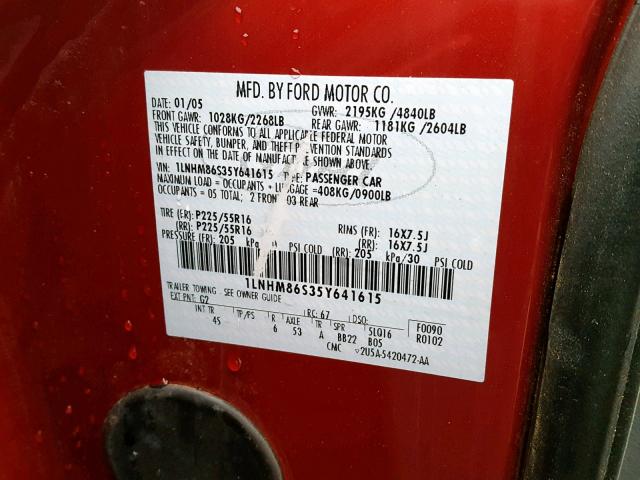 MFD. BY FORD MOTOR CO.
DATE: 01/05 GVWR: 2195KG /4840LB
FRONT GAWR: 1028KG/2268LB REAR GAWR: 1181KG /2604LB
THIS VEHICLE CONFORMS TO ALL APPLICABLE FEDERAL MOTOR
VEHICLE SAFETY, BUMPER, AND THEFT PREVENTION STANDARDS
IN EFFECT ON THE DATE OF MANUFACTURE SHOWN ABOVE.
VIN: 1LNHM86S35Y641615 TYPE: PASSENGER CAR
MAXIMUM LOAD = OCCUPANTS + LUGGAGE =408KG/0900LB
OCCUPANTS = 05 TOTAL; 2 FRONT 03 REAR
TIRE (FR): P225/55R16 RIMS (FR): 16X7.5J
(RR): P225/55R16 (RR): 16X7.5J
PRESSURE (FR): 205 kPa PSI COLD (RR): 205 kPa/30 PSI COLD
1LNHM86S35Y641615
TRAILER TOWING - SEE OWNER GUIDE
EXT PNT: G2 RC: 67 DSO: F0090
INT TR TP/PS R AXLE TR SPR SLQ16 R0102
45 6 53 A BB22 B05
CMC 2U5A-5420472-AA